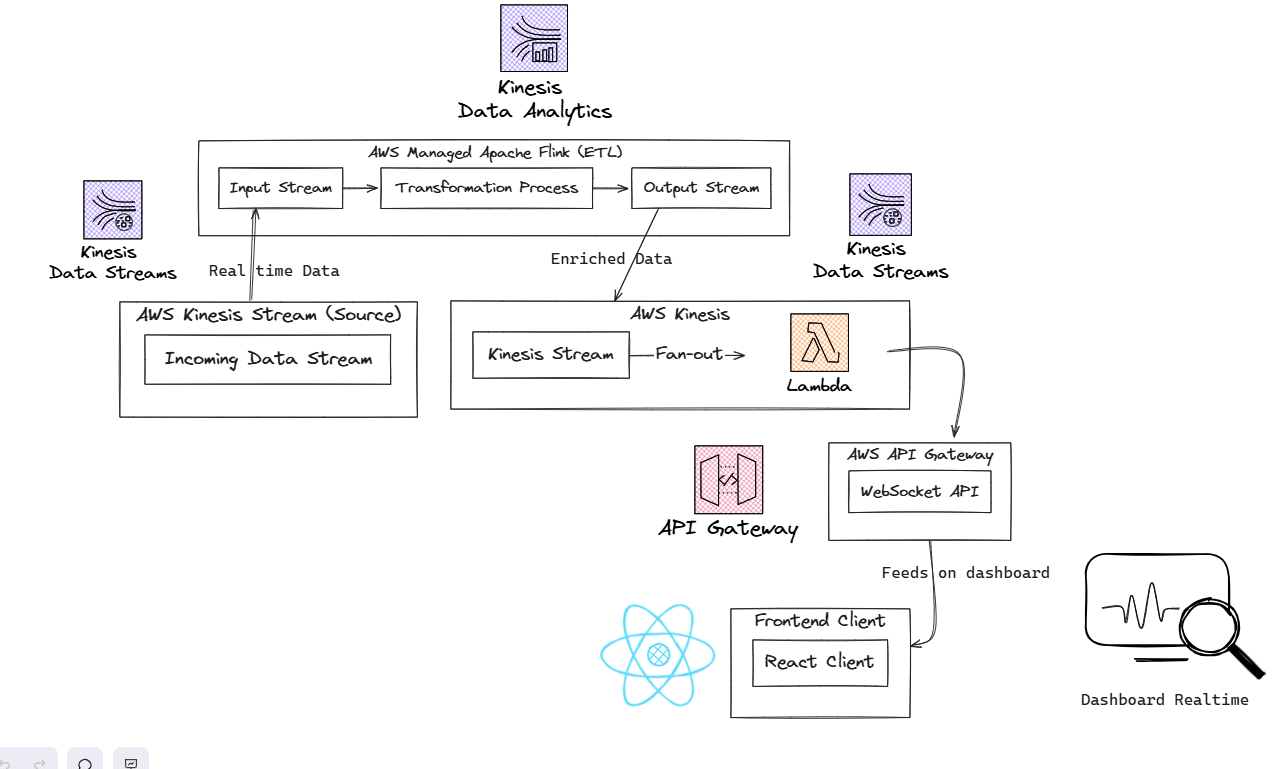 Kinesis
Data Analytics
AWS Managed Apache Flink (ETL)
Input Stream
Transformation Process
Output Stream
Kinesis
Data Streams
Real time Data
Enriched Data
Kinesis
Data Streams
AWS Kinesis Stream (Source)
Incoming Data Stream
AWS Kinesis
Kinesis Stream
Fan-out
Lambda
API Gateway
AWS API Gateway
WebSocket API
Feeds on dashboard
Frontend Client
React Client
Dashboard Realtime